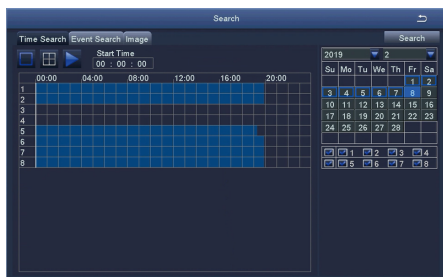 Search
Time Search Event Search Image
Search
Start Time
00 : 00 : 00
00:00 04:00 08:00 12:00 16:00 20:00
1
2
3
4
5
6
7
8
2019 2
Su Mo Tu We Th Fr Sa
1 2
3 4 5 6 7 8 9
10 11 12 13 14 15 16
17 18 19 20 21 22 23
24 25 26 27 28
1 2 3 4
5 6 7 8